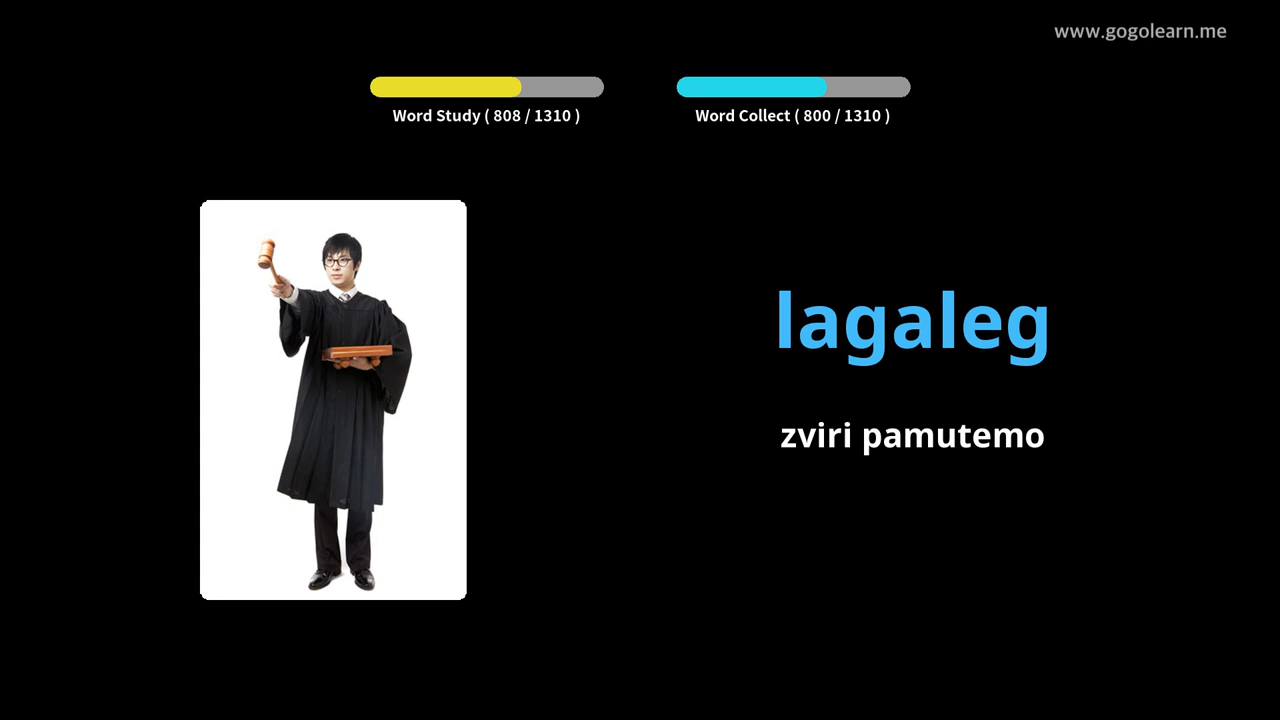 www.gogolearn.me
Word Study ( 808 / 1310 )
Word Collect ( 800 / 1310 )
lagaleg
zviri pamutemo